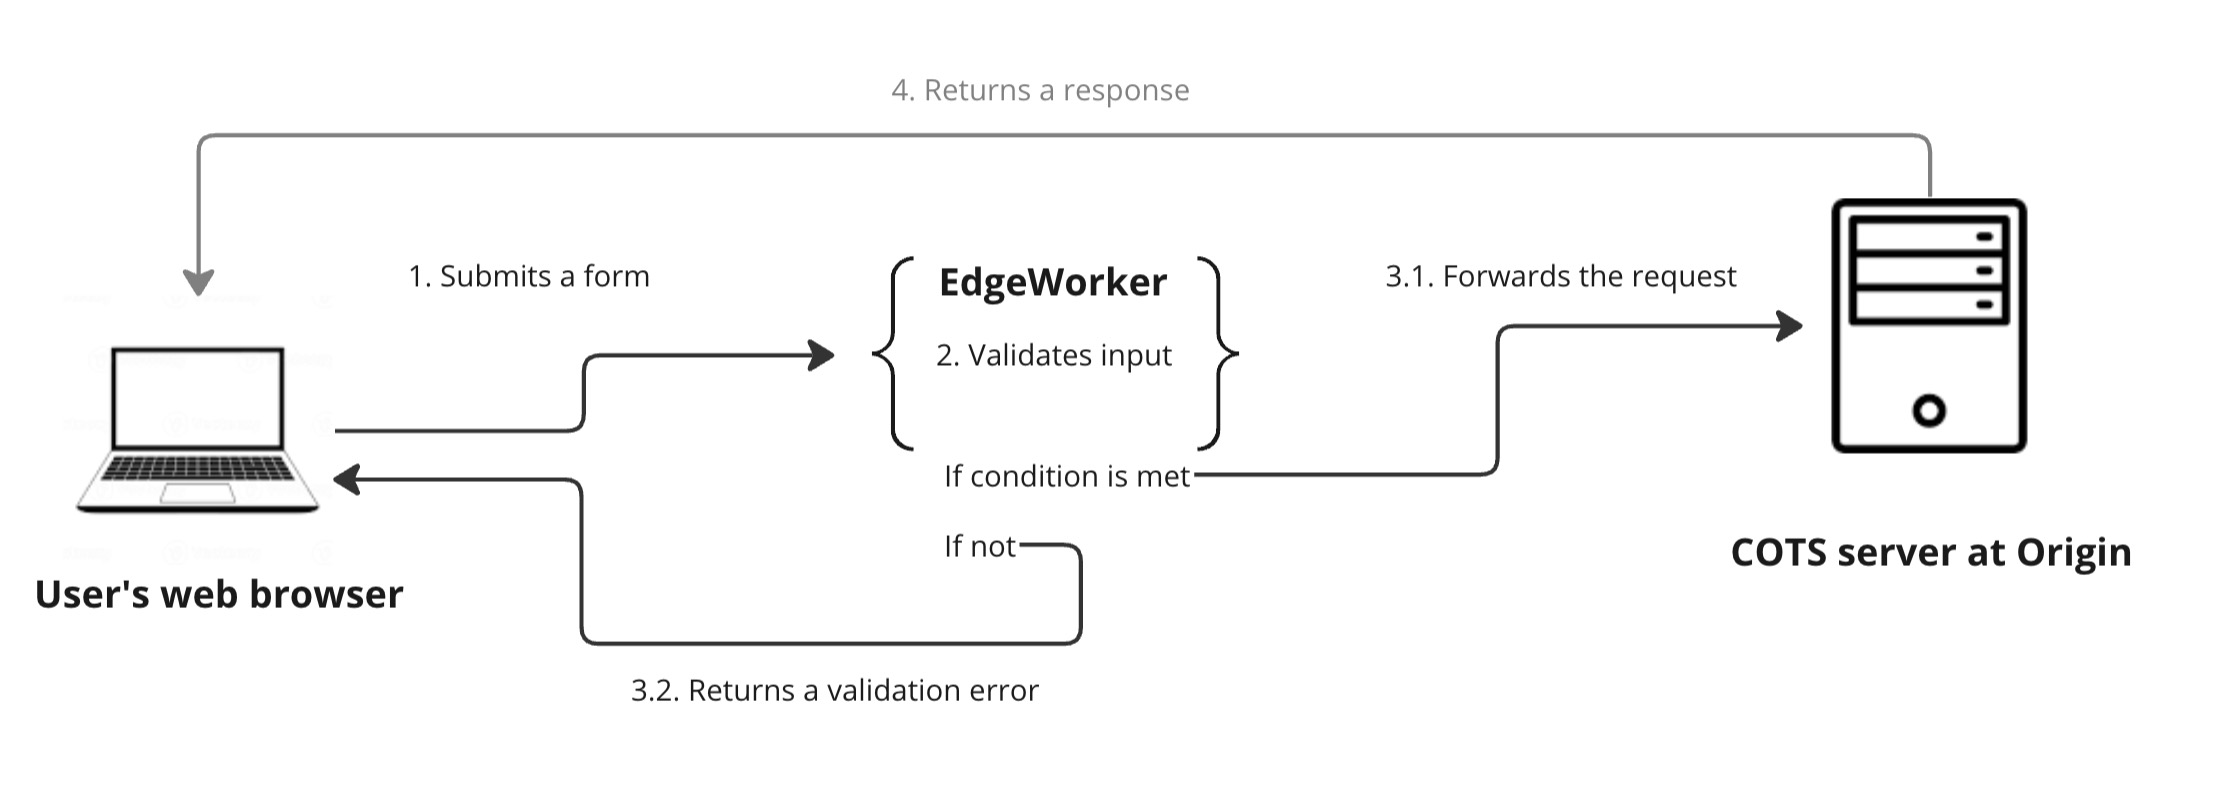 4. Returns a response
1. Submits a form
EdgeWorker
3.1. Forwards the request
2. Validates input
If condition is met
If not
COTS server at Origin
User's web browser
3.2. Returns a validation error